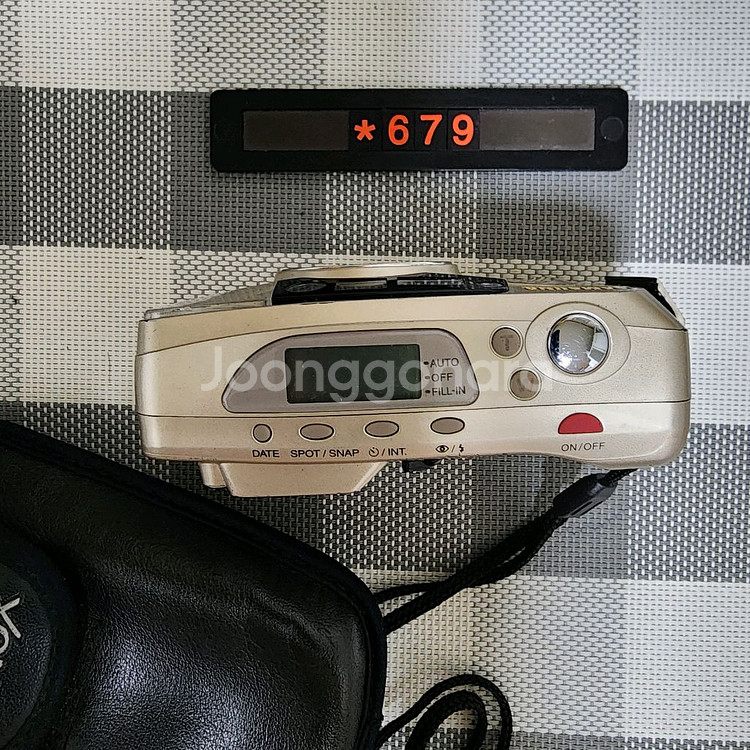 *679
AUTO
OFF
FILL-IN
T
Joonggonara
DATE SPOT/SNAP /INT. / ON/OFF